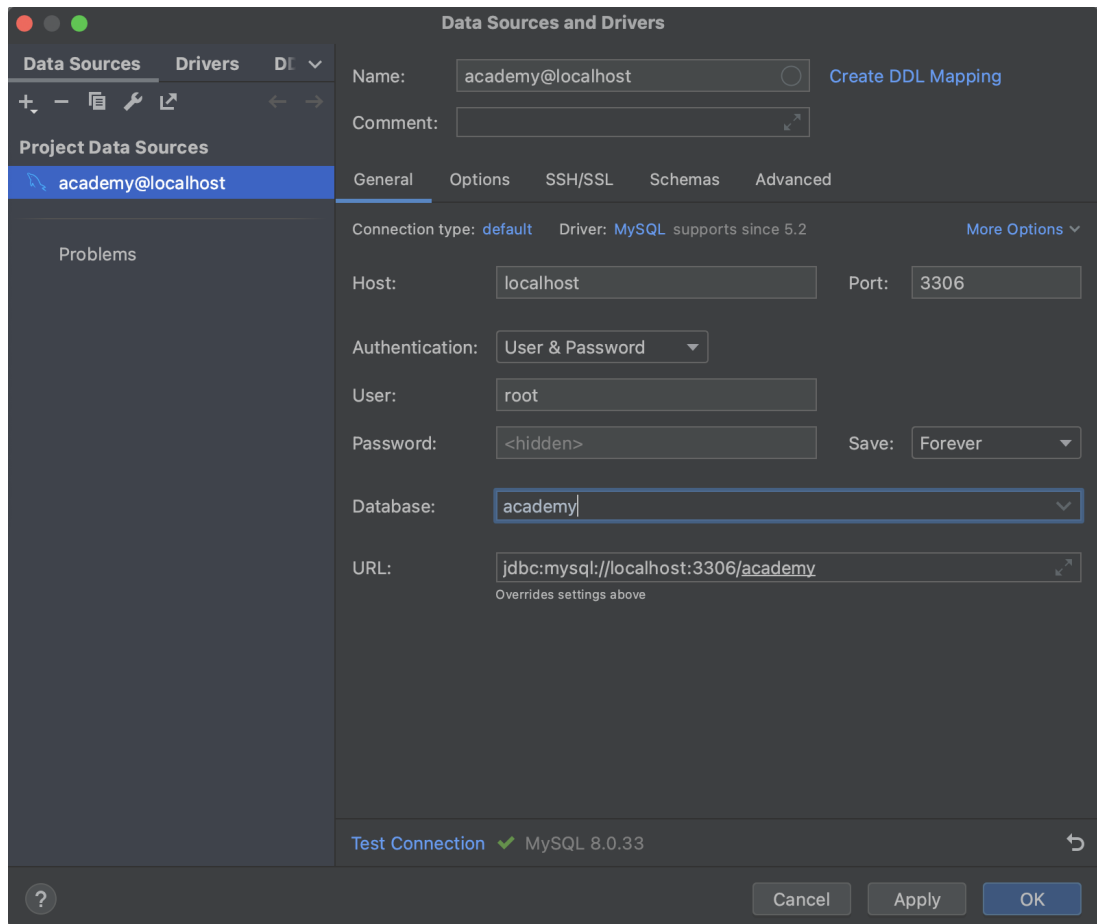 Data Sources and Drivers
Data Sources Drivers
Project Data Sources
academy@localhost
Problems
Name: academy@localhost Create DDL Mapping
Comment:
General Options SSH/SSL Schemas Advanced
Connection type: default Driver: MySQL supports since 5.2 More Options
Host: localhost Port: 3306
Authentication: User & Password
User: root
Password: <hidden> Save: Forever
Database: academy
URL: jdbc:mysql://localhost:3306/academy
Overrides settings above
Test Connection MySQL 8.0.33
? Cancel Apply OK